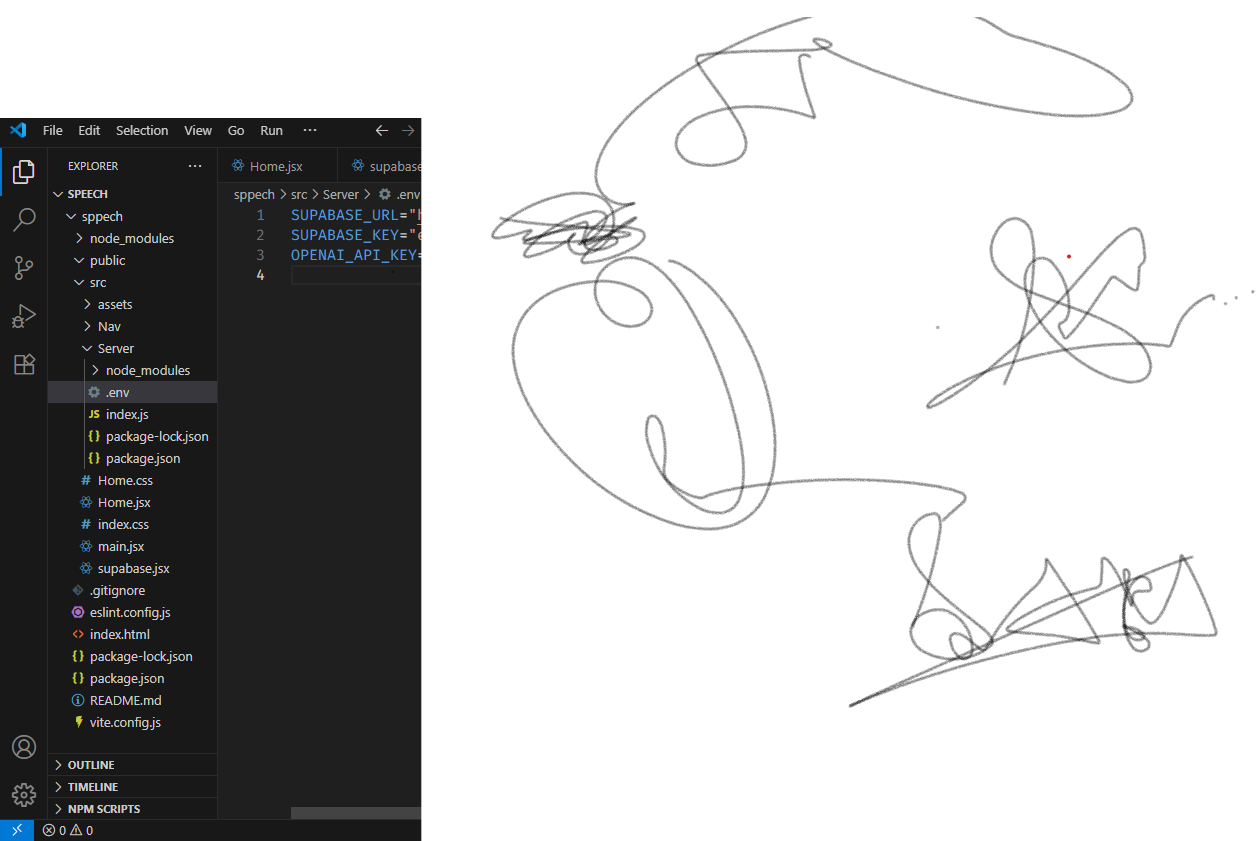 File Edit Selection View Go Run ···
EXPLORER ···
Home.jsx supabase
SPEECH
sppech > src > Server > .env
sppech
1 SUPABASE_URL="h
node_modules
2 SUPABASE_KEY="e
public
3 OPENAI_API_KEY=
src
4
assets
Nav
Server
node_modules
.env
JS index.js
{} package-lock.json
{} package.json
# Home.css
Home.jsx
# index.css
main.jsx
supabase.jsx
.gitignore
eslint.config.js
<> index.html
{} package-lock.json
{} package.json
README.md
vite.config.js
OUTLINE
TIMELINE
NPM SCRIPTS
0 0